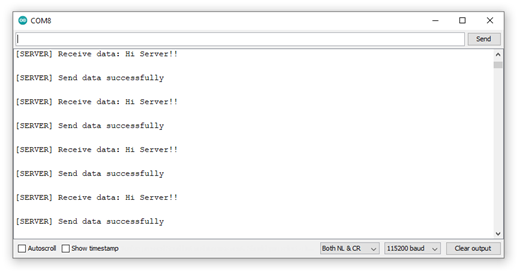 COM8
Send
[SERVER] Receive data: Hi Server!!
[SERVER] Send data successfully
[SERVER] Receive data: Hi Server!!
[SERVER] Send data successfully
[SERVER] Receive data: Hi Server!!
[SERVER] Send data successfully
[SERVER] Receive data: Hi Server!!
[SERVER] Send data successfully
Autoscroll Show timestamp Both NL & CR 115200 baud Clear output